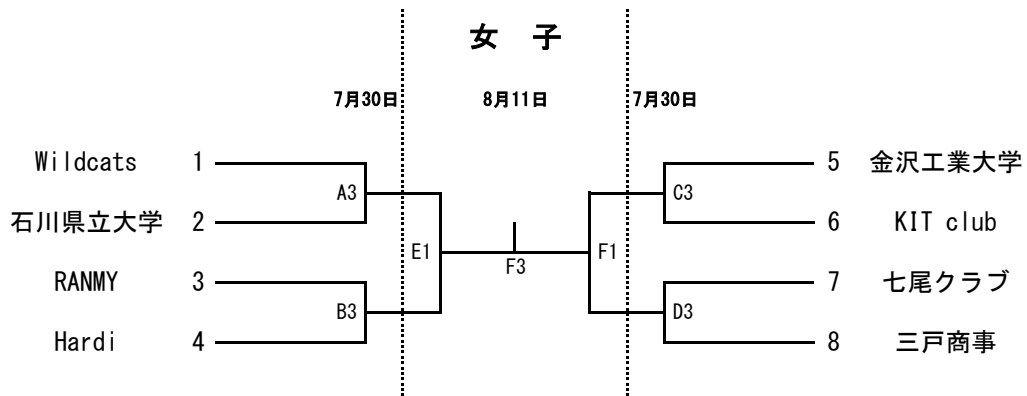 女 子
7月30日 8月11日 7月30日
Wildcats 1 5 金沢工業大学
A3 C3
石川県立大学 2 6 KIT club
E1 F3 F1
RANMY 3 7 七尾クラブ
B3 D3
Hardi 4 8 三戸商事